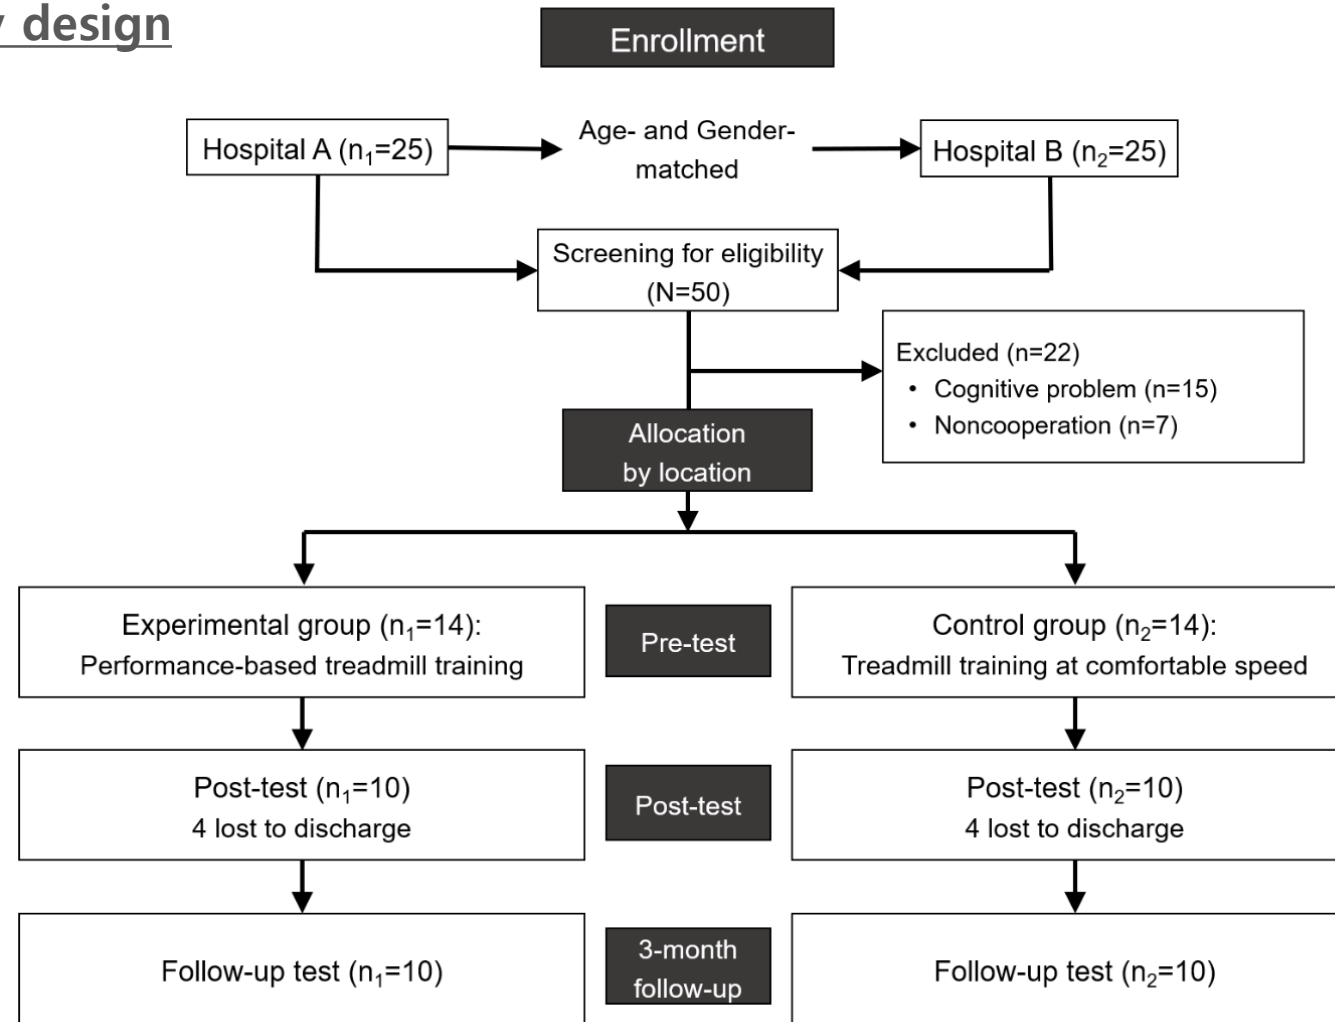 y design
Enrollment
Hospital A (n₁=25)
Age- and Gender-
matched
Hospital B (n₂=25)
Screening for eligibility
(N=50)
Excluded (n=22)
• Cognitive problem (n=15)
• Noncooperation (n=7)
Allocation
by location
Experimental group (n₁=14):
Performance-based treadmill training
Pre-test
Control group (n₂=14):
Treadmill training at comfortable speed
Post-test (n₁=10)
4 lost to discharge
Post-test
Post-test (n₂=10)
4 lost to discharge
Follow-up test (n₁=10)
3-month
follow-up
Follow-up test (n₂=10)